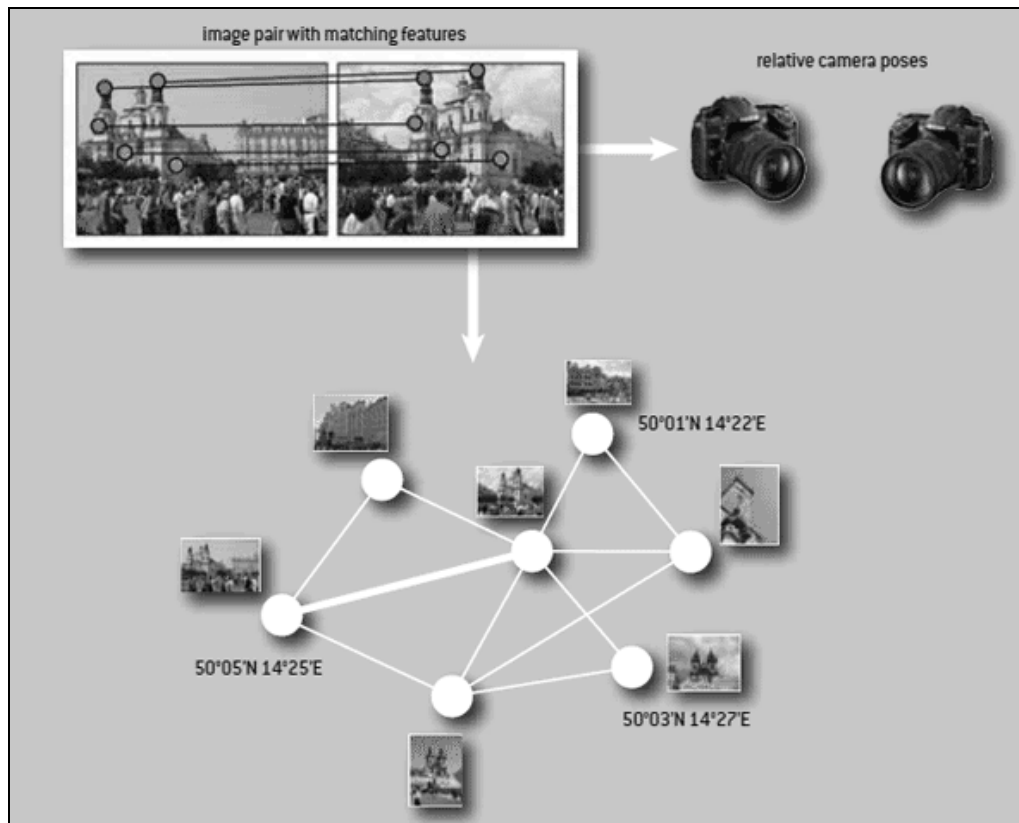 image pair with matching features
relative camera poses
50°01'N 14°22'E
50°05'N 14°25'E
50°03'N 14°27'E